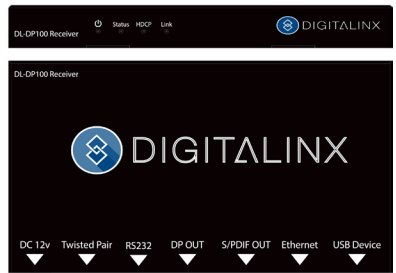 Status HDCP Link
DL-DP100 Receiver
DIGITALINX
DL-DP100 Receiver
DIGITALINX
DC 12v Twisted Pair RS232 DP OUT S/PDIF OUT Ethernet USB Device